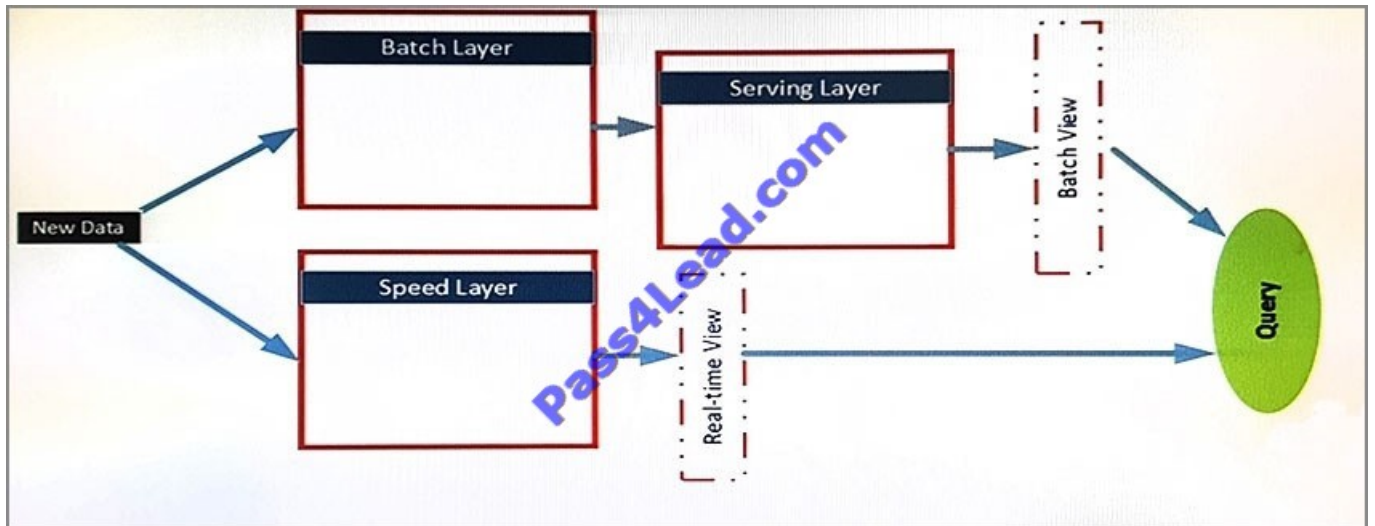 Batch Layer
Serving Layer
Batch View
New Data
Speed Layer
Real-time View
Query
Pass4Lead.com